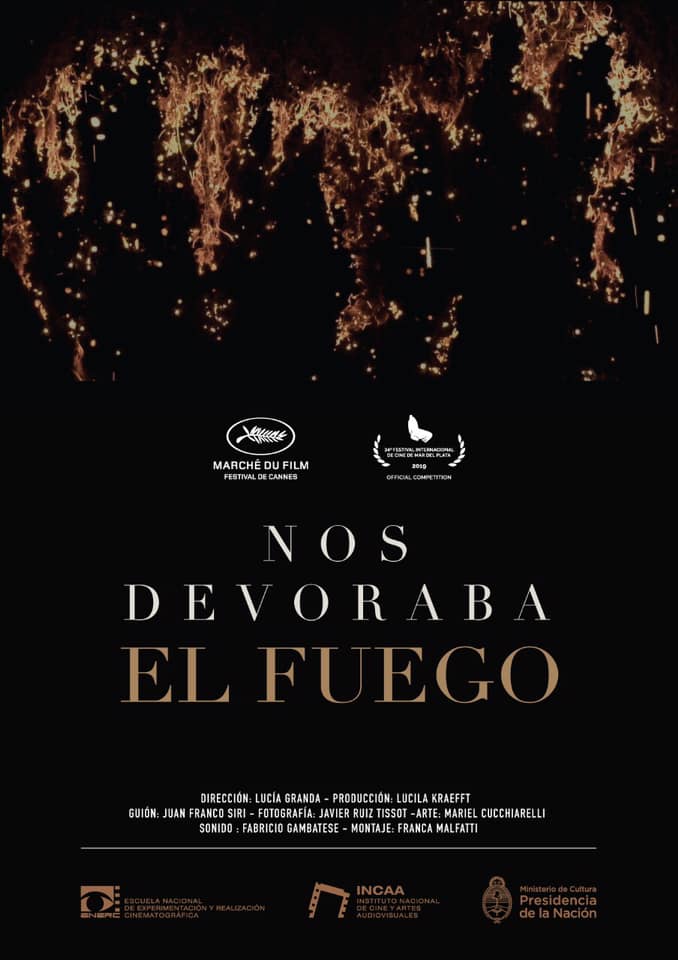 MARCHÉ DU FILM
FESTIVAL DE CANNES
34º FESTIVAL INTERNACIONAL
DE CINE DE MAR DEL PLATA
2019
OFFICIAL COMPETITION
NOS
DEVORABA
EL FUEGO
DIRECCIÓN: LUCÍA GRANDA - PRODUCCIÓN: LUCILA KRAEFFT
GUIÓN: JUAN FRANCO SIRI - FOTOGRAFÍA: JAVIER RUIZ TISSOT -ARTE: MARIEL CUCCHIARELLI
SONIDO : FABRICIO GAMBATESE - MONTAJE: FRANCA MALFATTI
ENERC
ESCUELA NACIONAL
DE EXPERIMENTACIÓN Y REALIZACIÓN
CINEMATOGRÁFICA
INCAA
INSTITUTO NACIONAL
DE CINE Y ARTES
AUDIOVISUALES
Ministerio de Cultura
Presidencia
de la Nación